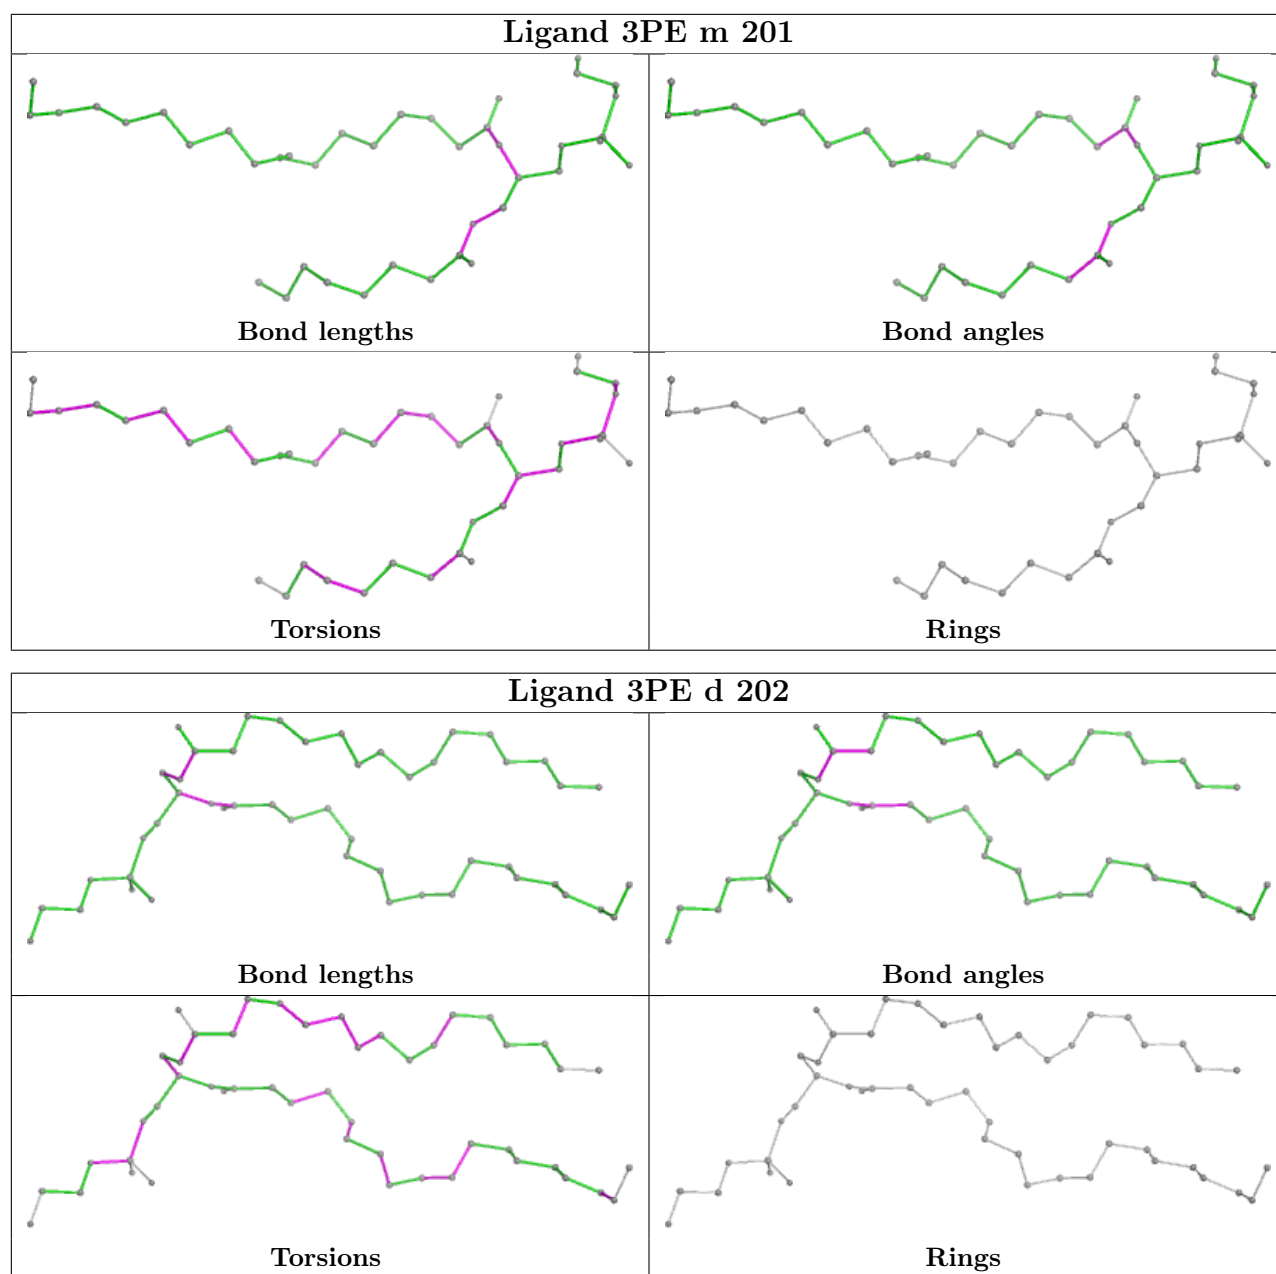 Ligand 3PE m 201
Bond lengths
Bond angles
Torsions
Rings
Ligand 3PE d 202
Bond lengths
Bond angles
Torsions
Rings